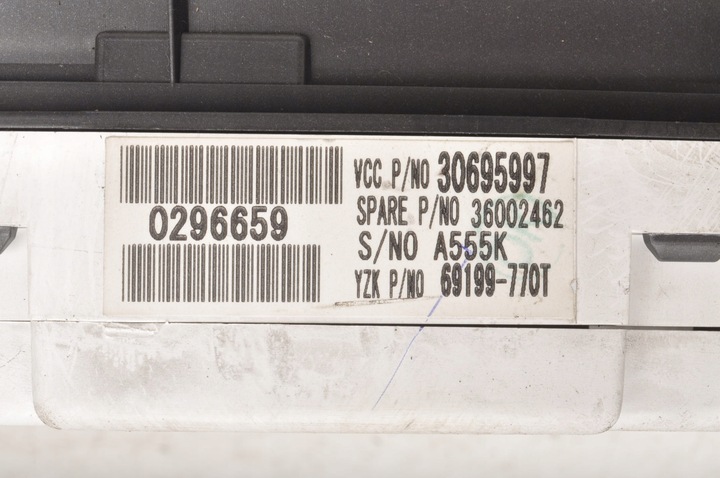 VCC P/NO 30695997
0296659
SPARE P/NO 36002462
S/NO A555K
YZK P/NO 69199-770T